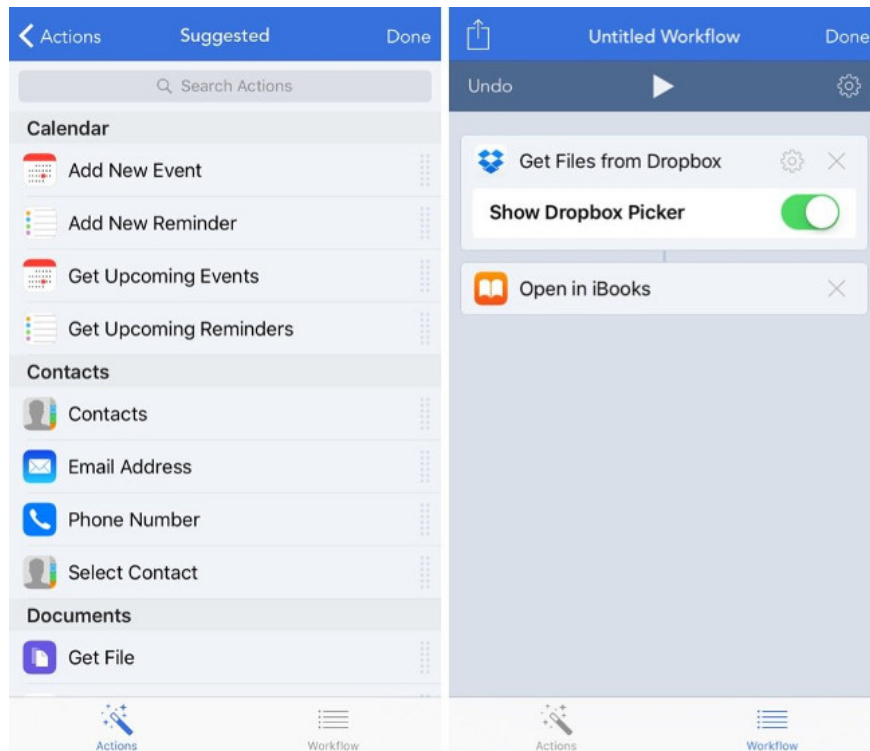 Actions Suggested Done
Search Actions
Calendar
Add New Event
Add New Reminder
Get Upcoming Events
Get Upcoming Reminders
Contacts
Contacts
Email Address
Phone Number
Select Contact
Documents
Get File
Actions Workflow
Untitled Workflow Done
Undo
Get Files from Dropbox
Show Dropbox Picker
Open in iBooks
Actions Workflow